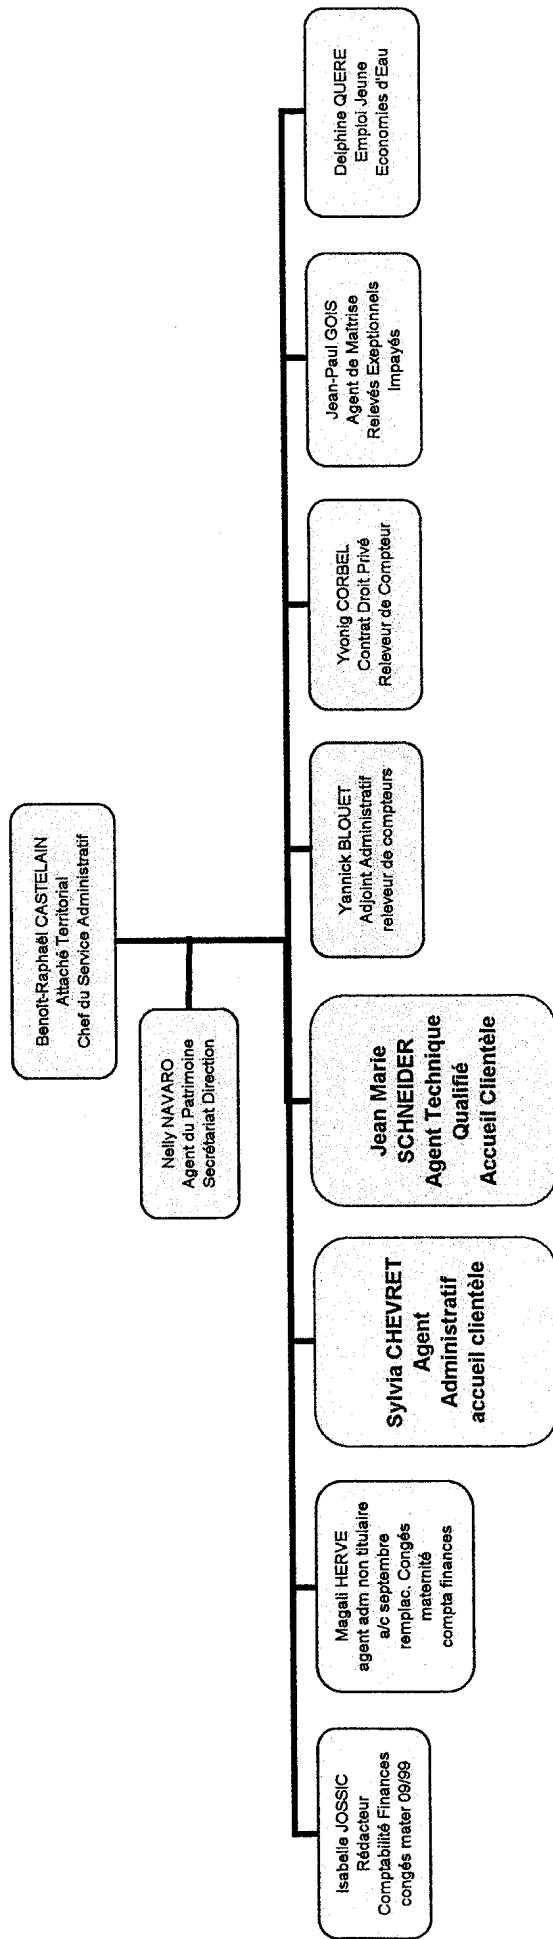 Benoît-Raphaël CASTELAIN
Attaché Territorial
Chef du Service Administratif
Nelly NAVARO
Agent du Patrimoine
Secrétariat Direction
Isabelle JOSSIC
Rédacteur
Comptabilité Finances
congés mater 09/99
Magali HERVE
agent adm non titulaire
a/c septembre
remplac. Congés
maternité
compta finances
Sylvia CHEVRET
Agent
Administratif
accueil clientèle
Jean Marie
SCHNEIDER
Agent Technique
Qualifié
Accueil Clientèle
Yannick BLOUET
Adjoint Administratif
releveur de compteurs
Yvonig CORBEL
Contrat Droit Privé
Releveur de Compteur
Jean-Paul GOIS
Agent de Maîtrise
Relevés Exeptionnels
Impayés
Delphine QUERE
Emploi Jeune
Economies d'Eau